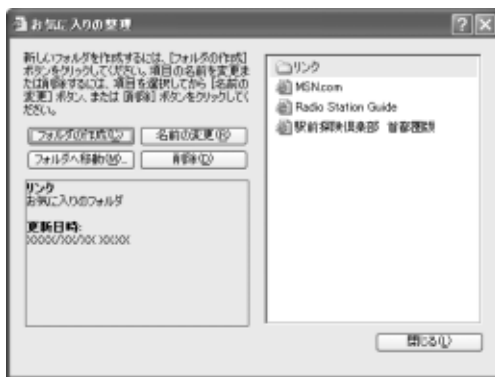 お気に入りの整理
新しいフォルダを作成するには、[フォルダの作成]
ボタンをクリックしてください。項目の名前を変更ま
たは削除するには、項目を選択してから [名前の
変更] ボタン、または [削除] ボタンをクリックしてく
ださい。
フォルダの作成(C) 名前の変更(R)
フォルダへ移動(M)... 削除(D)
リンク
お気に入りのフォルダ
更新日時:
XXXX/XX/XX XX:XX
リンク
MSN.com
Radio Station Guide
駅前探険倶楽部 首都圏版
閉じる(L)